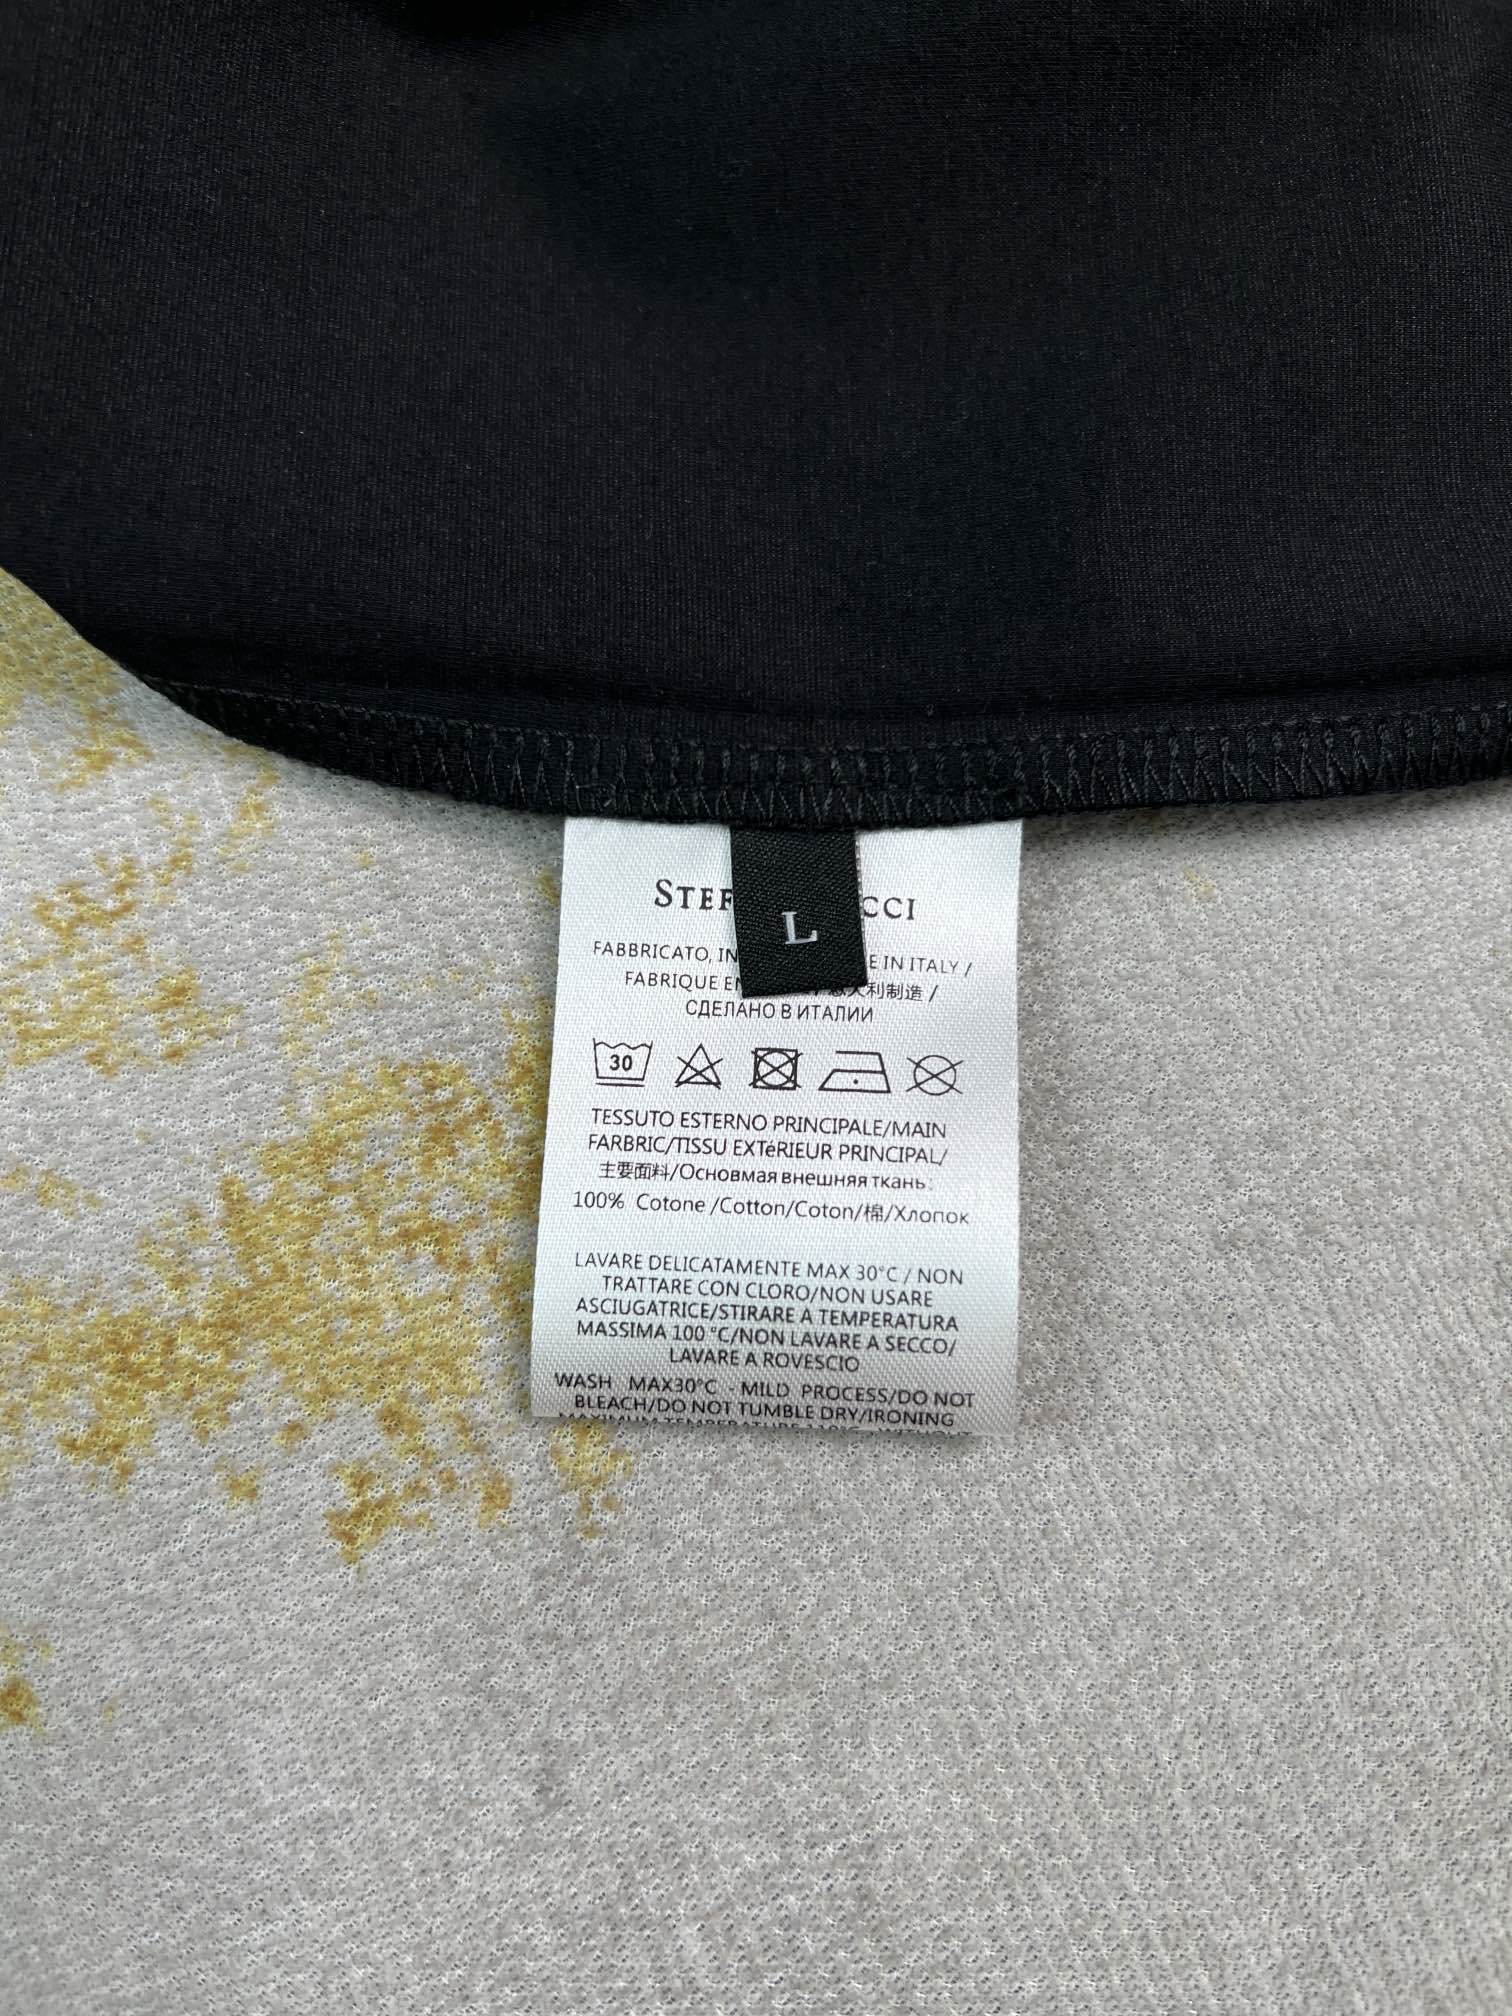 L
CCI
FABBRICATO, IN E IN ITALY /
FABRIQUE 大利制造 /
СДЕЛАНО В ИТАЛИИ
30
TESSUTO ESTERNO PRINCIPALE/MAIN
FARBRIC/TISSU EXTéRIEUR PRINCIPAL/
主要面料/Основмая внешняя ткань:
100% Cotone /Cotton/Coton/棉/Хлопок
LAVARE DELICATAMENTE MAX 30°C / NON
TRATTARE CON CLORO/NON USARE
ASCIUGATRICE/STIRARE A TEMPERATURA
MASSIMA 100 °C/NON LAVARE A SECCO/
LAVARE A ROVESCIO
WASH MAX30°C - MILD PROCESS/DO NOT
BLEACH/DO NOT TUMBLE DRY/IRONING